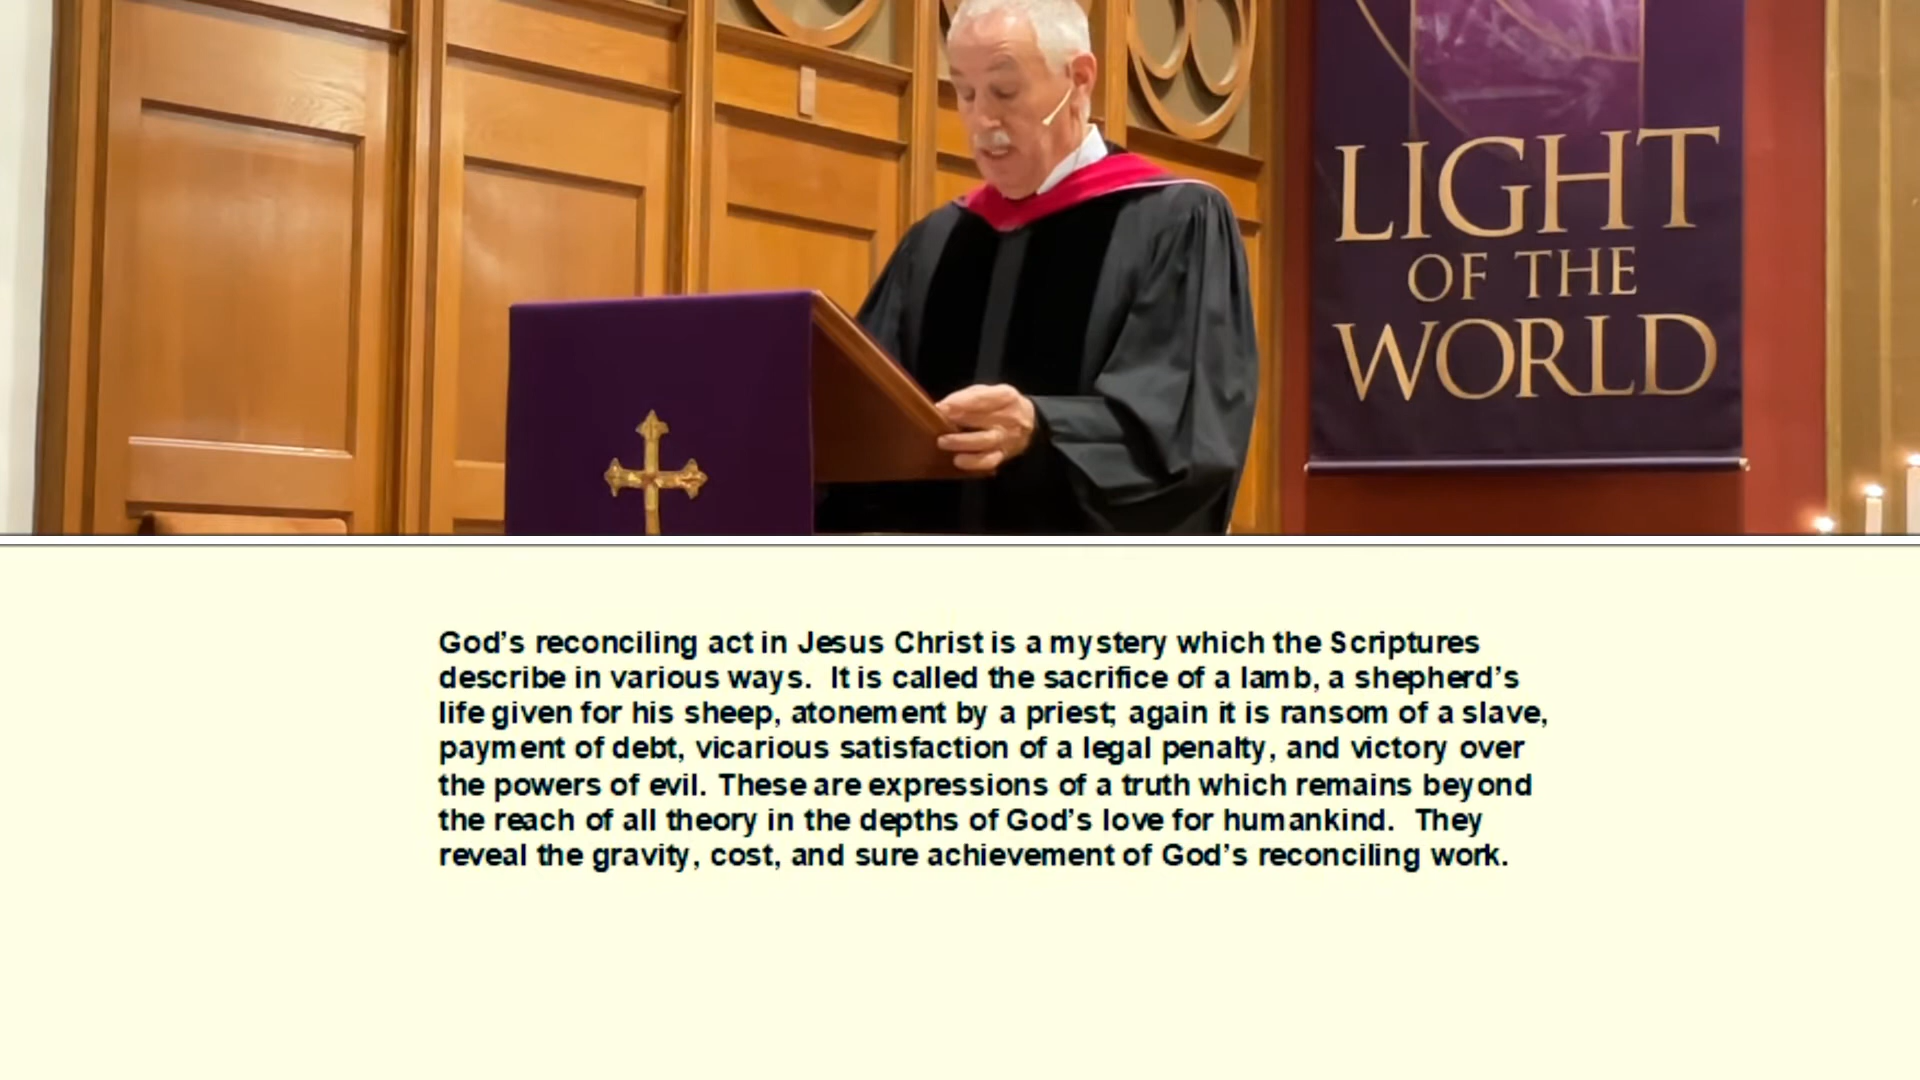 LIGHT
OF THE
WORLD
God’s reconciling act in Jesus Christ is a mystery which the Scriptures
describe in various ways.  It is called the sacrifice of a lamb, a shepherd’s
life given for his sheep, atonement by a priest; again it is ransom of a slave,
payment of debt, vicarious satisfaction of a legal penalty, and victory over
the powers of evil. These are expressions of a truth which remains beyond
the reach of all theory in the depths of God’s love for humankind.  They
reveal the gravity, cost, and sure achievement of God’s reconciling work.